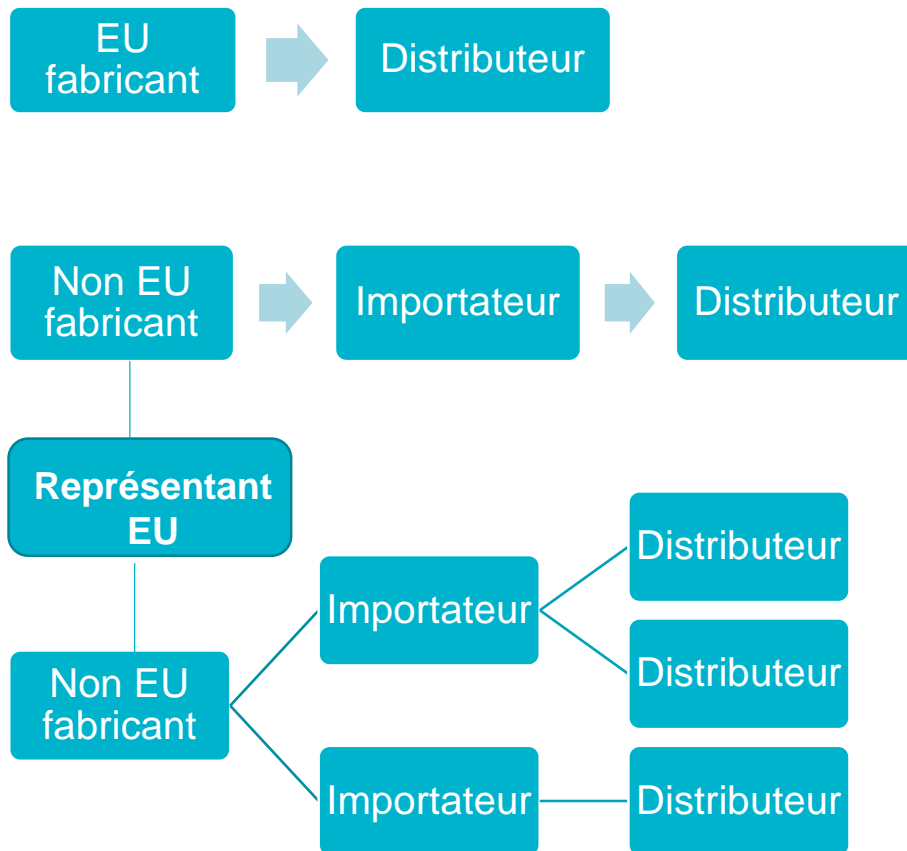 EU
fabricant
Distributeur
Non EU
fabricant
Importateur
Distributeur
Représentant
EU
Non EU
fabricant
Importateur
Distributeur
Distributeur
Importateur
Distributeur